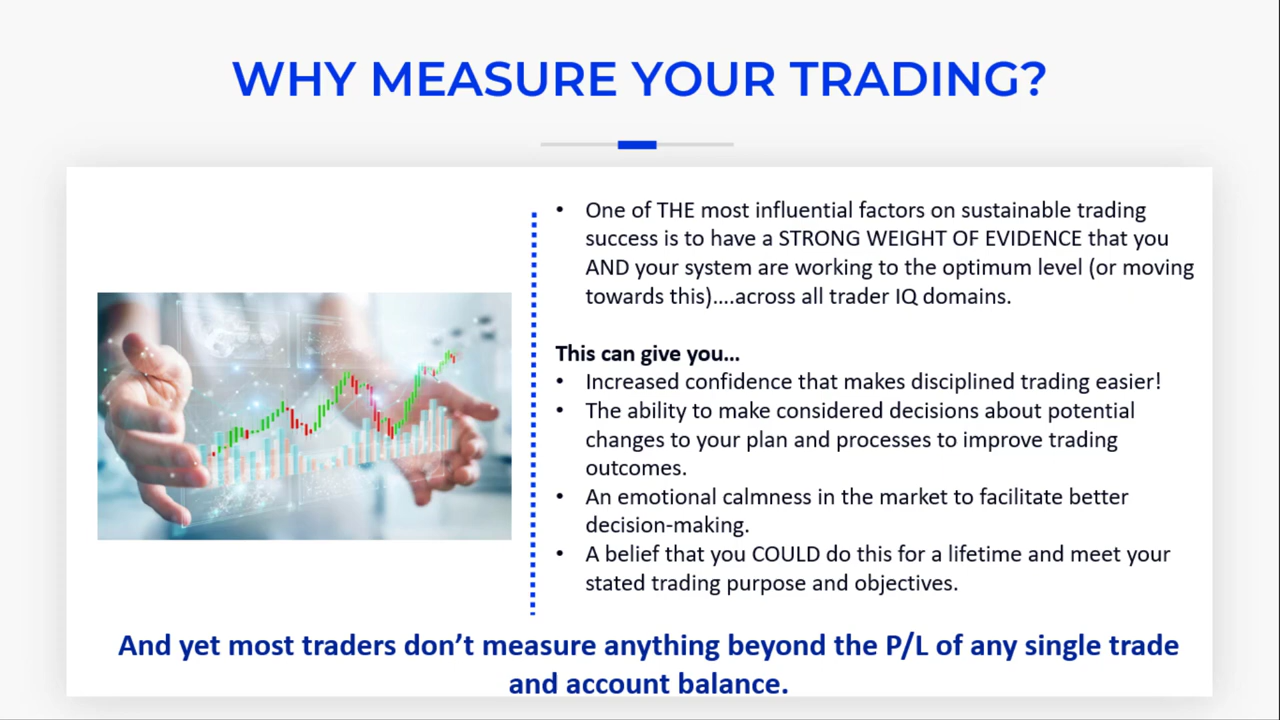 WHY MEASURE YOUR TRADING?
• One of THE most influential factors on sustainable trading
success is to have a STRONG WEIGHT OF EVIDENCE that you
AND your system are working to the optimum level (or moving
towards this)....across all trader IQ domains.
This can give you...
• Increased confidence that makes disciplined trading easier!
• The ability to make considered decisions about potential
changes to your plan and processes to improve trading
outcomes.
• An emotional calmness in the market to facilitate better
decision-making.
• A belief that you COULD do this for a lifetime and meet your
stated trading purpose and objectives.
And yet most traders don’t measure anything beyond the P/L of any single trade
and account balance.